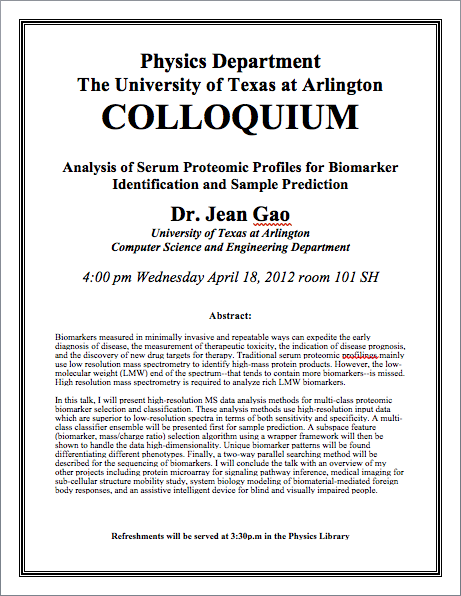 Physics Department
The University of Texas at Arlington
COLLOQUIUM
Analysis of Serum Proteomic Profiles for Biomarker
Identification and Sample Prediction
Dr. Jean Gao
University of Texas at Arlington
Computer Science and Engineering Department
4:00 pm Wednesday April 18, 2012 room 101 SH
Abstract:
Biomarkers measured in minimally invasive and repeatable ways can expedite the early
diagnosis of disease, the measurement of therapeutic toxicity, the indication of disease prognosis,
and the discovery of new drug targets for therapy. Traditional serum proteomic profilings mainly
use low resolution mass spectrometry to identify high-mass protein products. However, the low-
molecular weight (LMW) end of the spectrum--that tends to contain more biomarkers--is missed.
High resolution mass spectrometry is required to analyze rich LMW biomarkers.
In this talk, I will present high-resolution MS data analysis methods for multi-class proteomic
biomarker selection and classification. These analysis methods use high-resolution input data
which are superior to low-resolution spectra in terms of both sensitivity and specificity. A multi-
class classifier ensemble will be presented first for sample prediction. A subspace feature
(biomarker, mass/charge ratio) selection algorithm using a wrapper framework will then be
shown to handle the data high-dimensionality. Unique biomarker patterns will be found
differentiating different phenotypes. Finally, a two-way parallel searching method will be
described for the sequencing of biomarkers. I will conclude the talk with an overview of my
other projects including protein microarray for signaling pathway inference, medical imaging for
sub-cellular structure mobility study, system biology modeling of biomaterial-mediated foreign
body responses, and an assistive intelligent device for blind and visually impaired people.
Refreshments will be served at 3:30p.m in the Physics Library